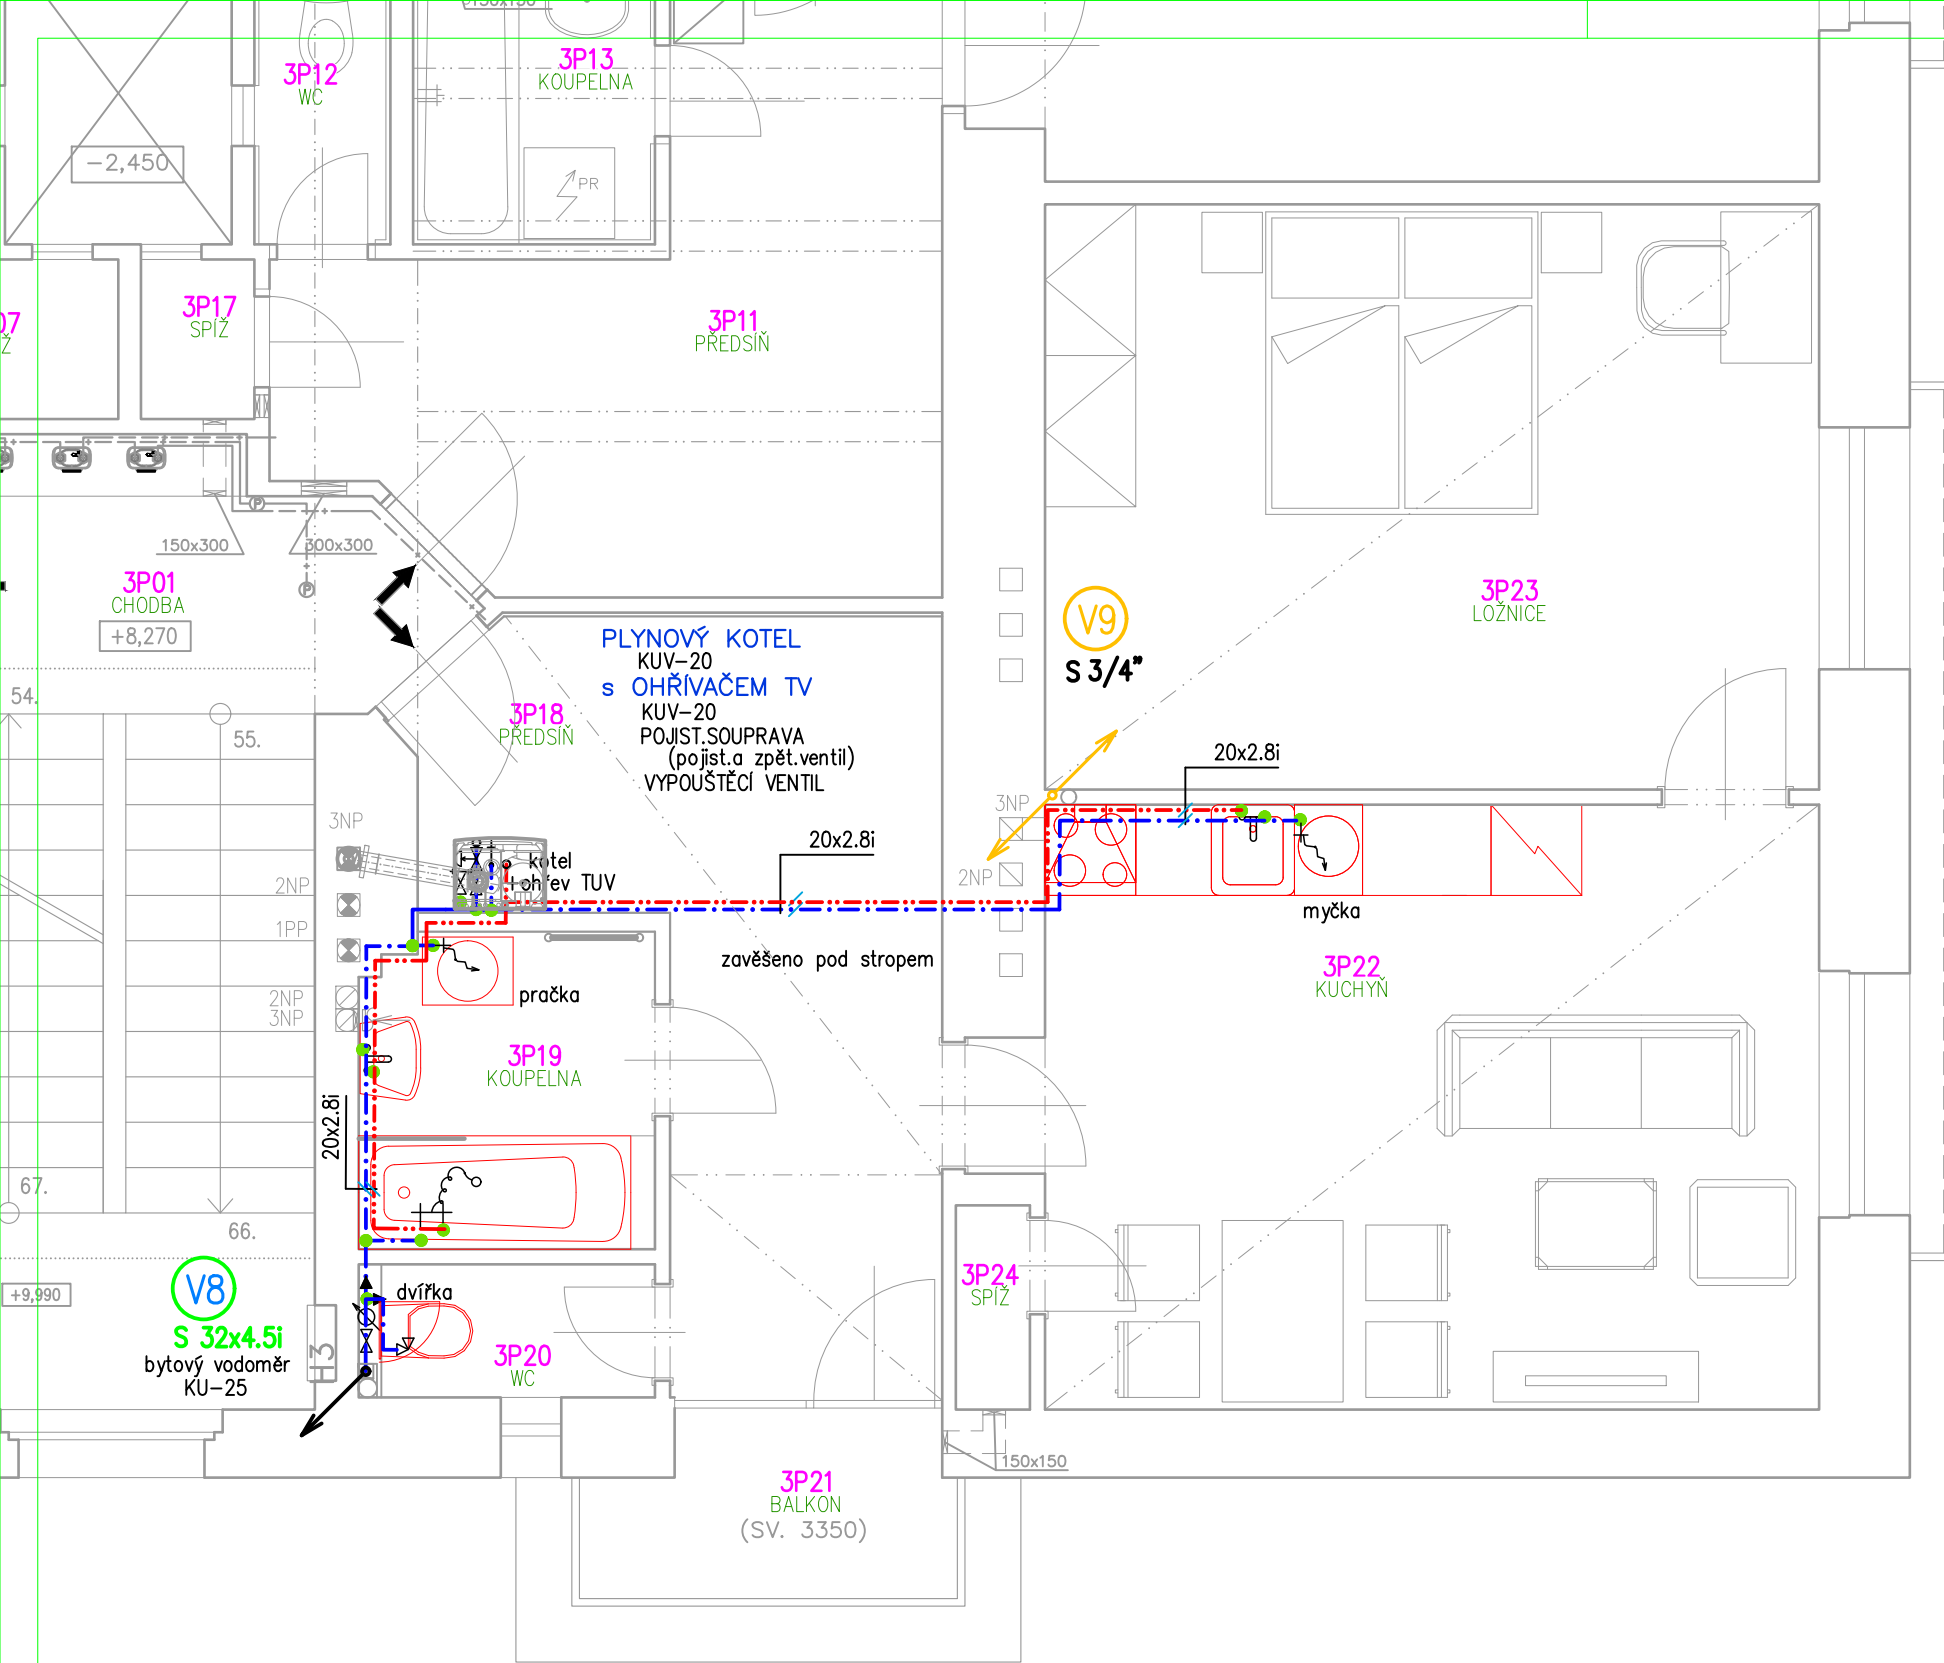 3P12
WC
3P13
KOUPELNA
-2,450
PR
3P17
SPÍŽ
3P11
PŘEDSÍŇ
150x300
300x300
P
P
3P01
CHODBA
+8,270
3P23
LOŽNICE
V9
S 3/4"
PLYNOVÝ KOTEL
KUV-20
s OHŘÍVAČEM TV
KUV-20
POJIST.SOUPRAVA
(pojist.a zpět.ventil)
VYPOUŠTĚCÍ VENTIL
3P18
PŘEDSÍŇ
54.
55.
20x2.8i
3NP
3NP
20x2.8i
kotel
+ohřev TUV
2NP
2NP
1PP
myčka
zavěšeno pod stropem
3P22
KUCHYŇ
pračka
2NP
3NP
3P19
KOUPELNA
20x2.8i
67.
66.
V8
+9,990
S 32x4.5i
bytový vodoměr
KU-25
H3
dvířka
3P24
SPÍŽ
3P20
WC
150x150
3P21
BALKON
(SV. 3350)